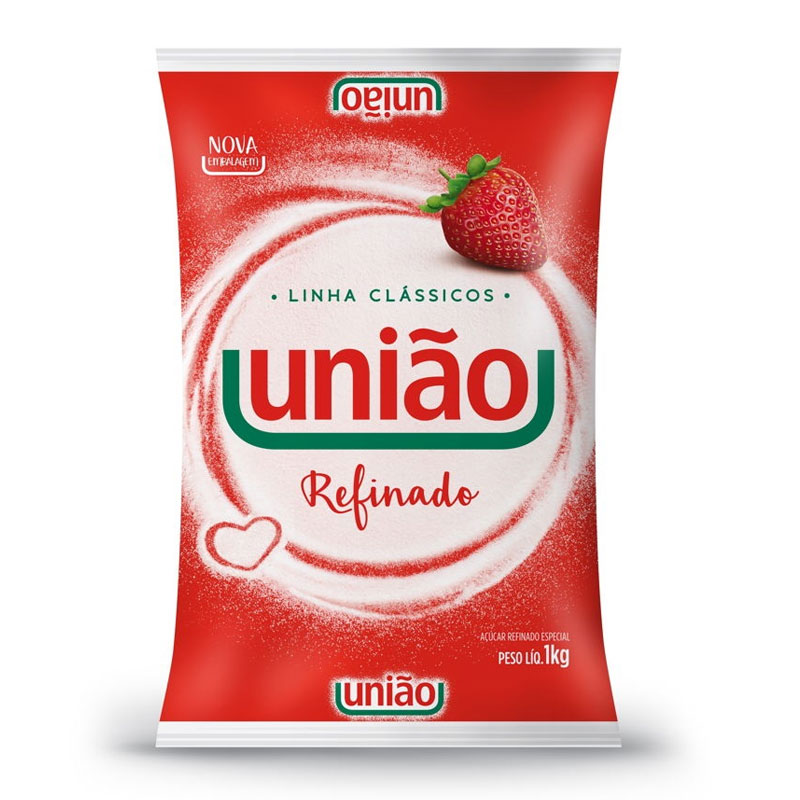 união
NOVA
EMBALAGEM
• LINHA CLÁSSICOS •
união
Refinado
AÇÚCAR REFINADO ESPECIAL
PESO LÍQ. 1kg
união